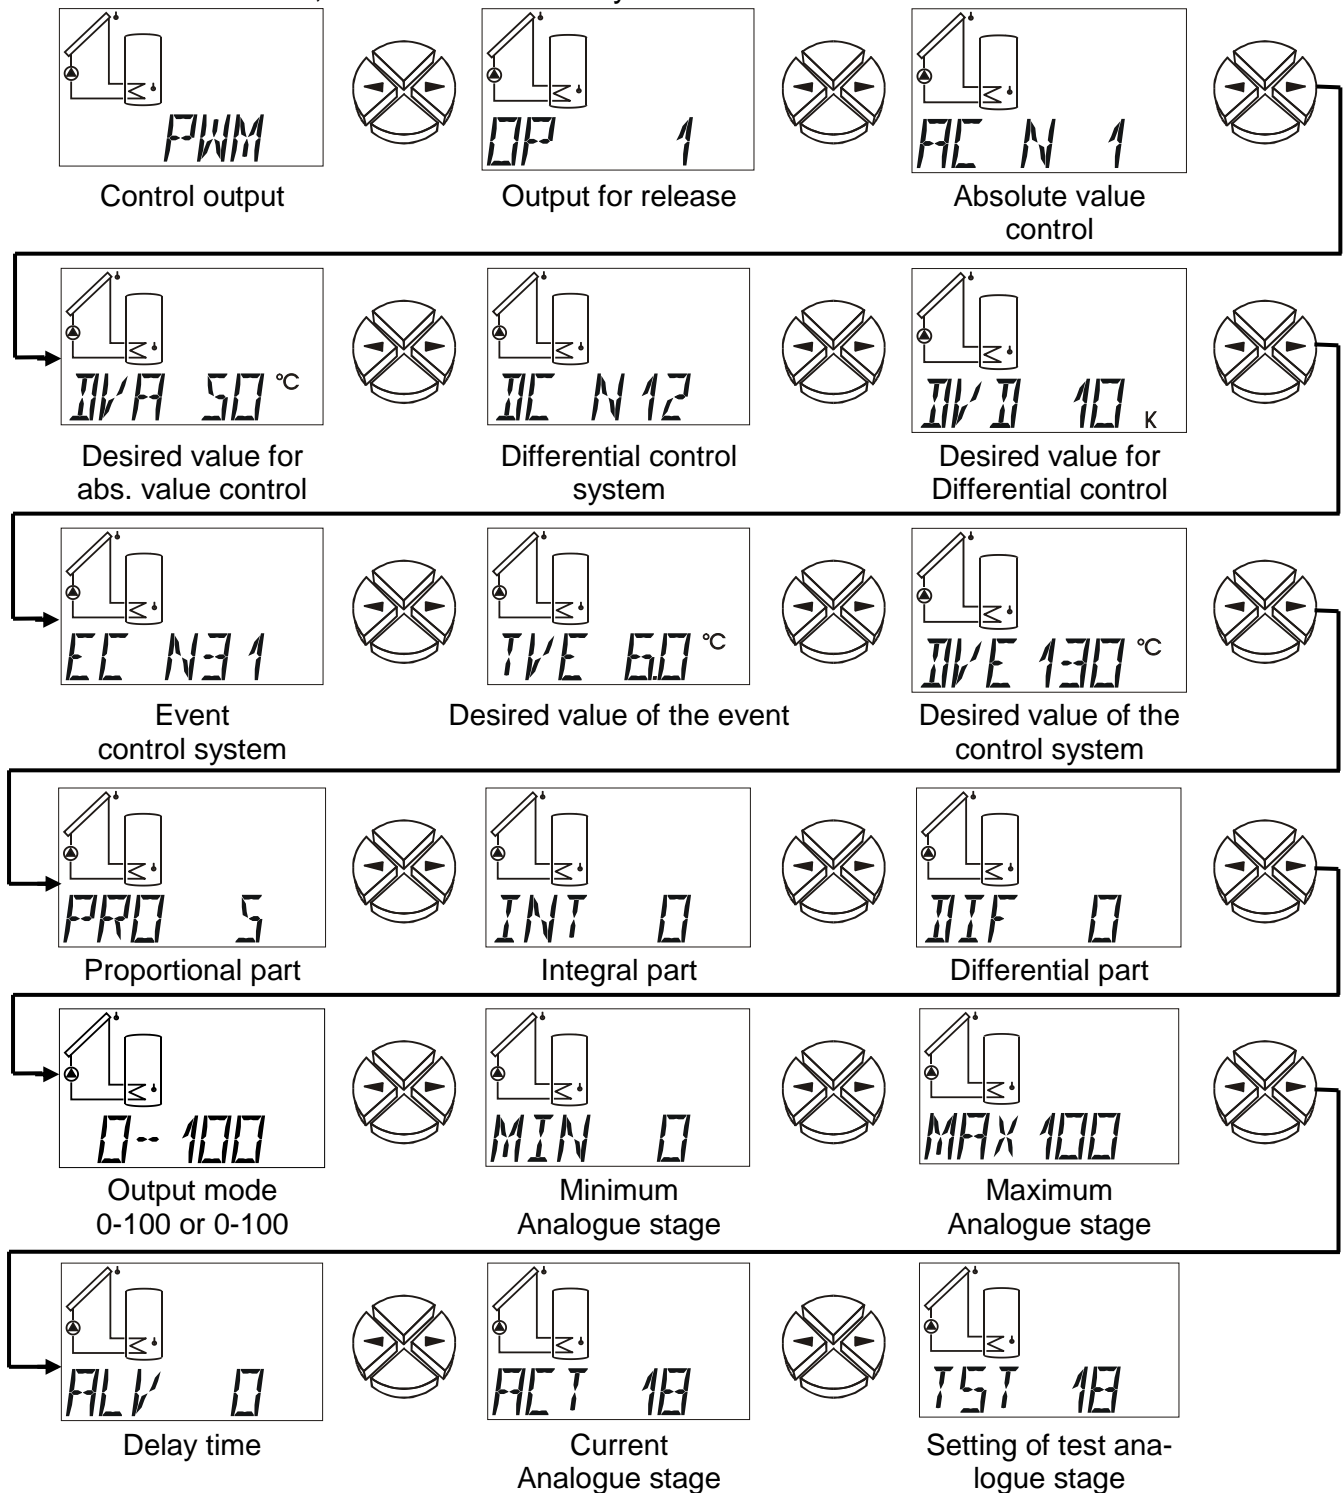 PWM
OP 1
AC N 1
Control output
Output for release
Absolute value
control
DVA 50 °C
DC N12
DVD 10 K
Desired value for
abs. value control
Differential control
system
Desired value for
Differential control
EC N31
TVE 60 °C
DVE 130 °C
Event
control system
Desired value of the event
Desired value of the
control system
PRO 5
INT 0
DIF 0
Proportional part
Integral part
Differential part
0--100
MIN 0
MAX 100
Output mode
0-100 or 0-100
Minimum
Analogue stage
Maximum
Analogue stage
ALV 0
ACT 18
TST 18
Delay time
Current
Analogue stage
Setting of test ana-
logue stage